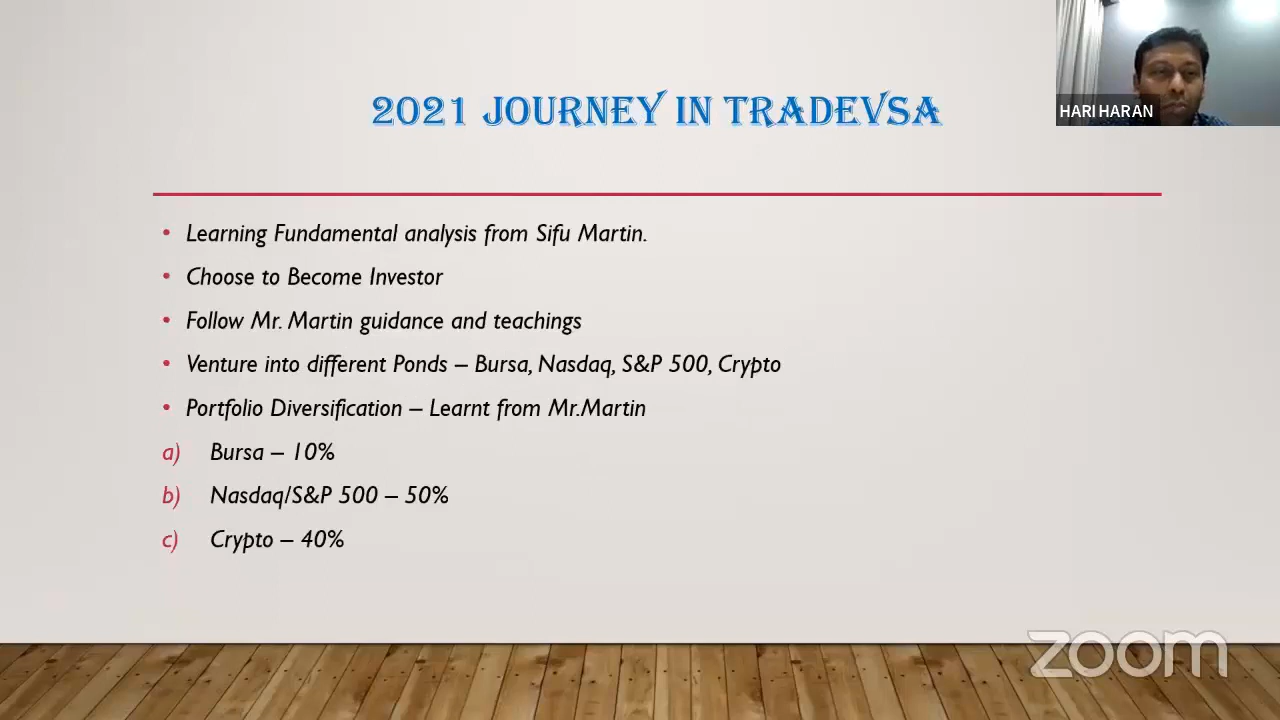 2021 JOURNEY IN TRADEVSA
HARI HARAN
• Learning Fundamental analysis from Sifu Martin.
• Choose to Become Investor
• Follow Mr. Martin guidance and teachings
• Venture into different Ponds – Bursa, Nasdaq, S&P 500, Crypto
• Portfolio Diversification – Learnt from Mr.Martin
a) Bursa – 10%
b) Nasdaq/S&P 500 – 50%
c) Crypto – 40%
zoom